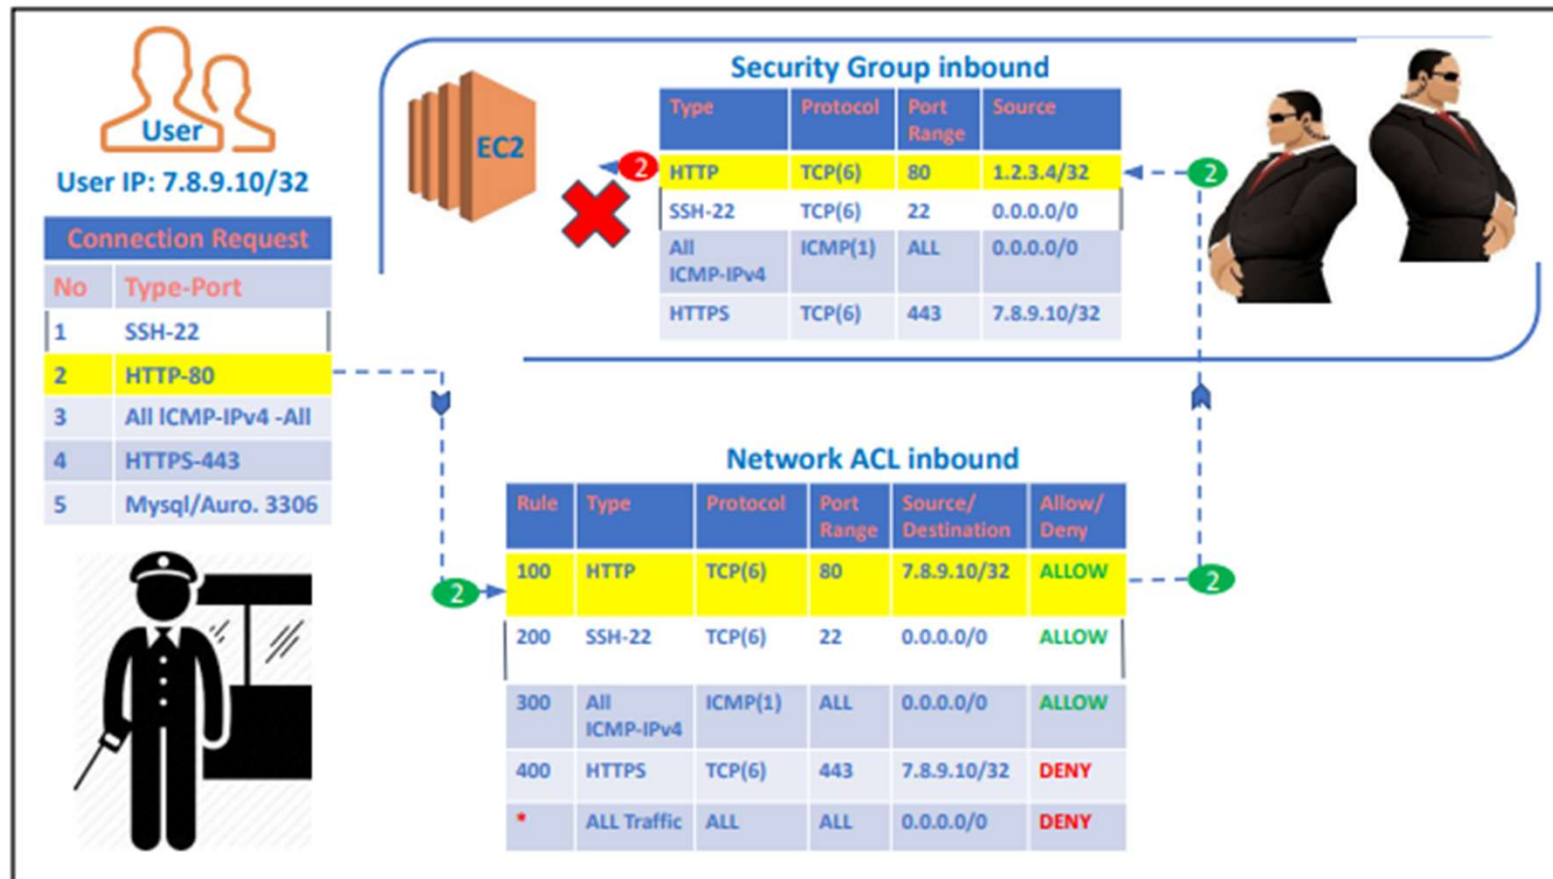 User
User IP: 7.8.9.10/32
Connection Request
No Type-Port
1 SSH-22
2 HTTP-80
3 All ICMP-IPv4 -All
4 HTTPS-443
5 Mysql/Auro. 3306
EC2
Security Group inbound
Type Protocol Port Range Source
2 HTTP TCP(6) 80 1.2.3.4/32 2
SSH-22 TCP(6) 22 0.0.0.0/0
All ICMP-IPv4 ICMP(1) ALL 0.0.0.0/0
HTTPS TCP(6) 443 7.8.9.10/32
Network ACL inbound
Rule Type Protocol Port Range Source/ Destination Allow/ Deny
2 100 HTTP TCP(6) 80 7.8.9.10/32 ALLOW 2
200 SSH-22 TCP(6) 22 0.0.0.0/0 ALLOW
300 All ICMP-IPv4 ICMP(1) ALL 0.0.0.0/0 ALLOW
400 HTTPS TCP(6) 443 7.8.9.10/32 DENY
* ALL Traffic ALL ALL 0.0.0.0/0 DENY